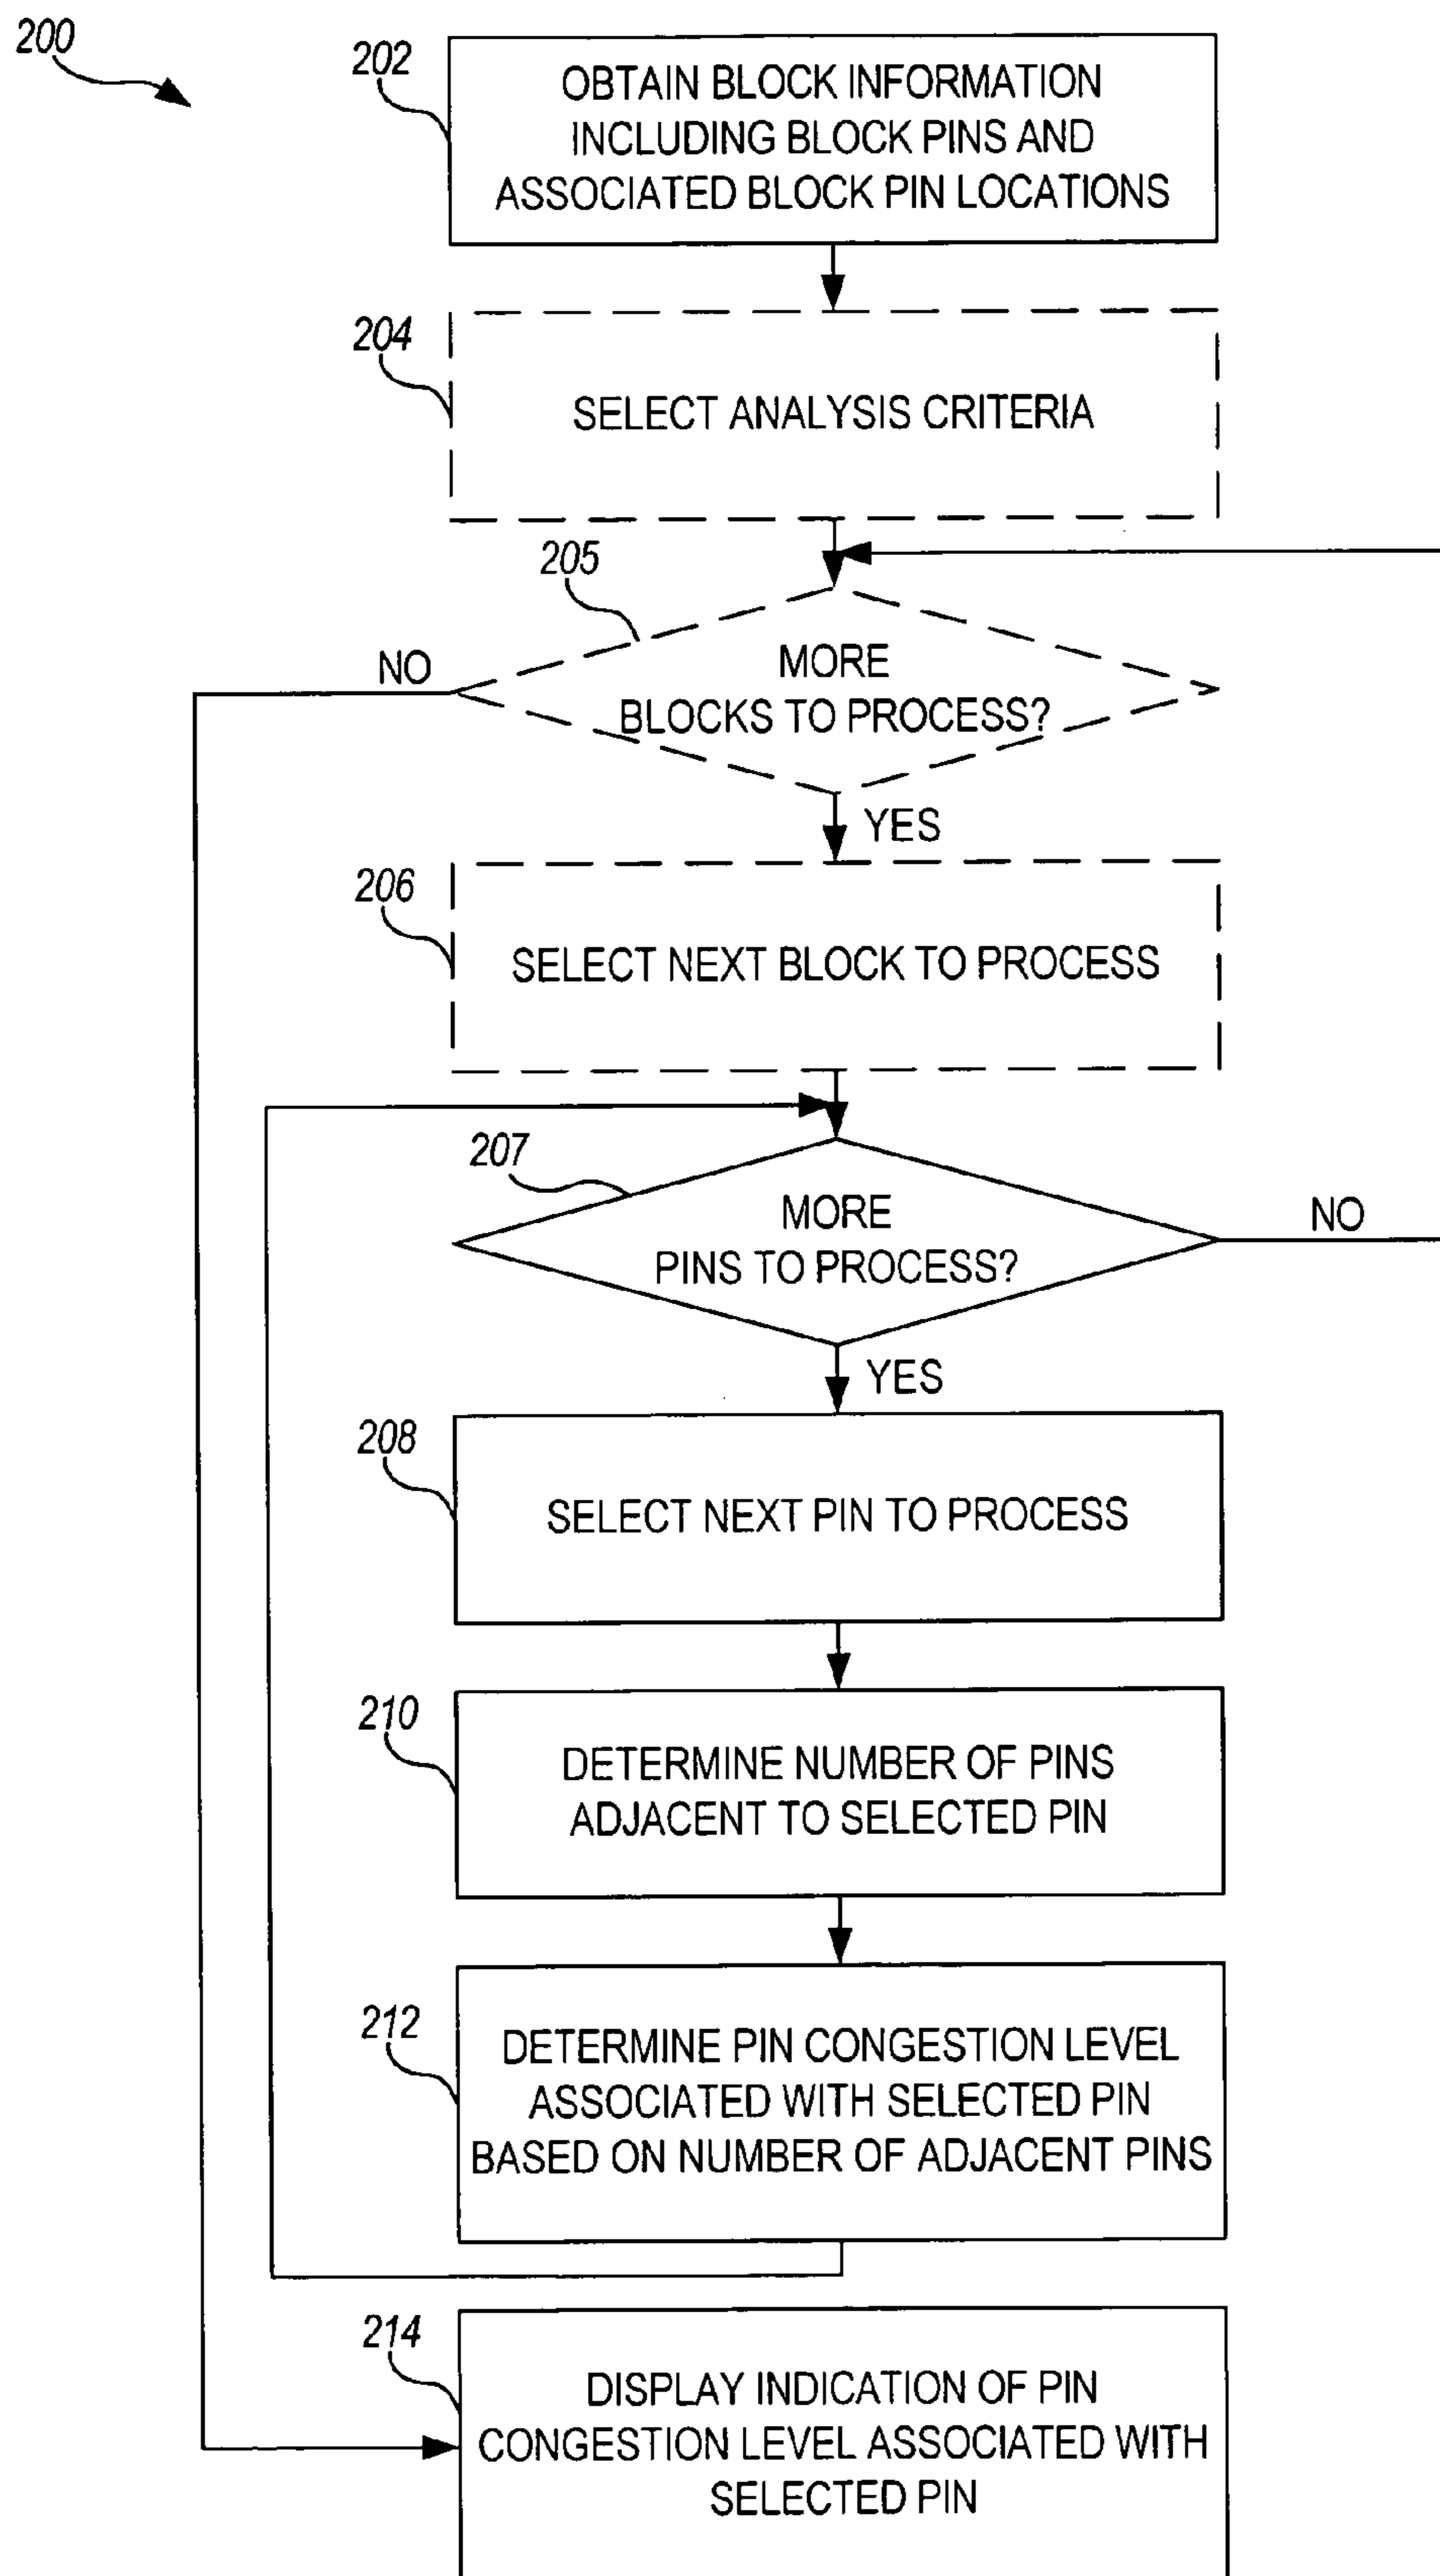 200
202
OBTAIN BLOCK INFORMATION
INCLUDING BLOCK PINS AND
ASSOCIATED BLOCK PIN LOCATIONS
204
SELECT ANALYSIS CRITERIA
205
NO
MORE
BLOCKS TO PROCESS?
YES
206
SELECT NEXT BLOCK TO PROCESS
207
MORE
PINS TO PROCESS?
NO
YES
208
SELECT NEXT PIN TO PROCESS
210
DETERMINE NUMBER OF PINS
ADJACENT TO SELECTED PIN
212
DETERMINE PIN CONGESTION LEVEL
ASSOCIATED WITH SELECTED PIN
BASED ON NUMBER OF ADJACENT PINS
214
DISPLAY INDICATION OF PIN
CONGESTION LEVEL ASSOCIATED WITH
SELECTED PIN